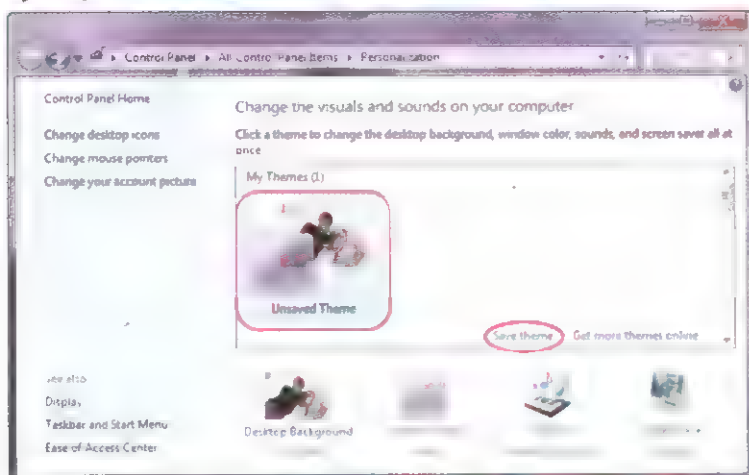 Control Panel ▸ All Control Panel Items ▸ Personalization
Control Panel Home
Change desktop icons
Change mouse pointers
Change your account picture
Change the visuals and sounds on your computer
Click a theme to change the desktop background, window color, sounds, and screen saver all at
once
My Themes (1)
Unsaved Theme
Save theme
Get more themes online
See also
Display
Taskbar and Start Menu
Ease of Access Center
Desktop Background